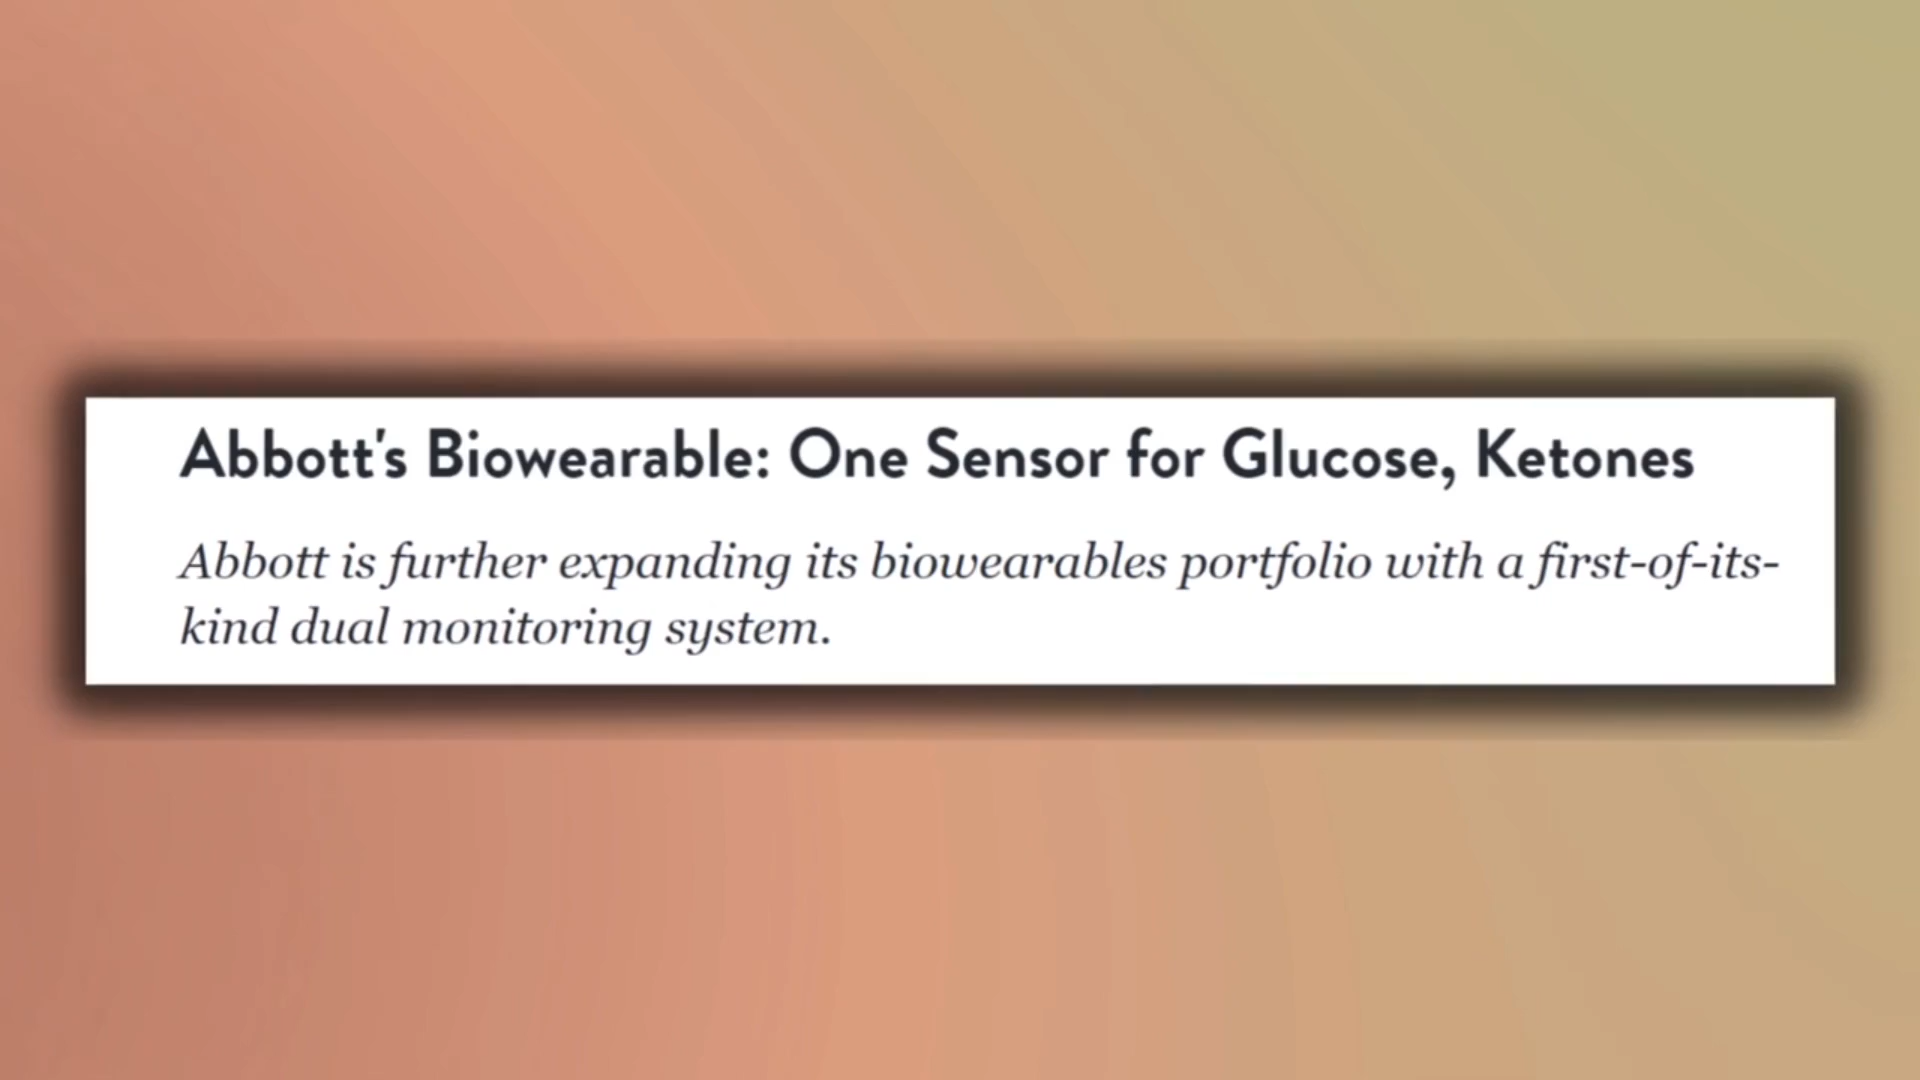 Abbott's Biowearable: One Sensor for Glucose, Ketones
Abbott is further expanding its biowearables portfolio with a first-of-its-
kind dual monitoring system.